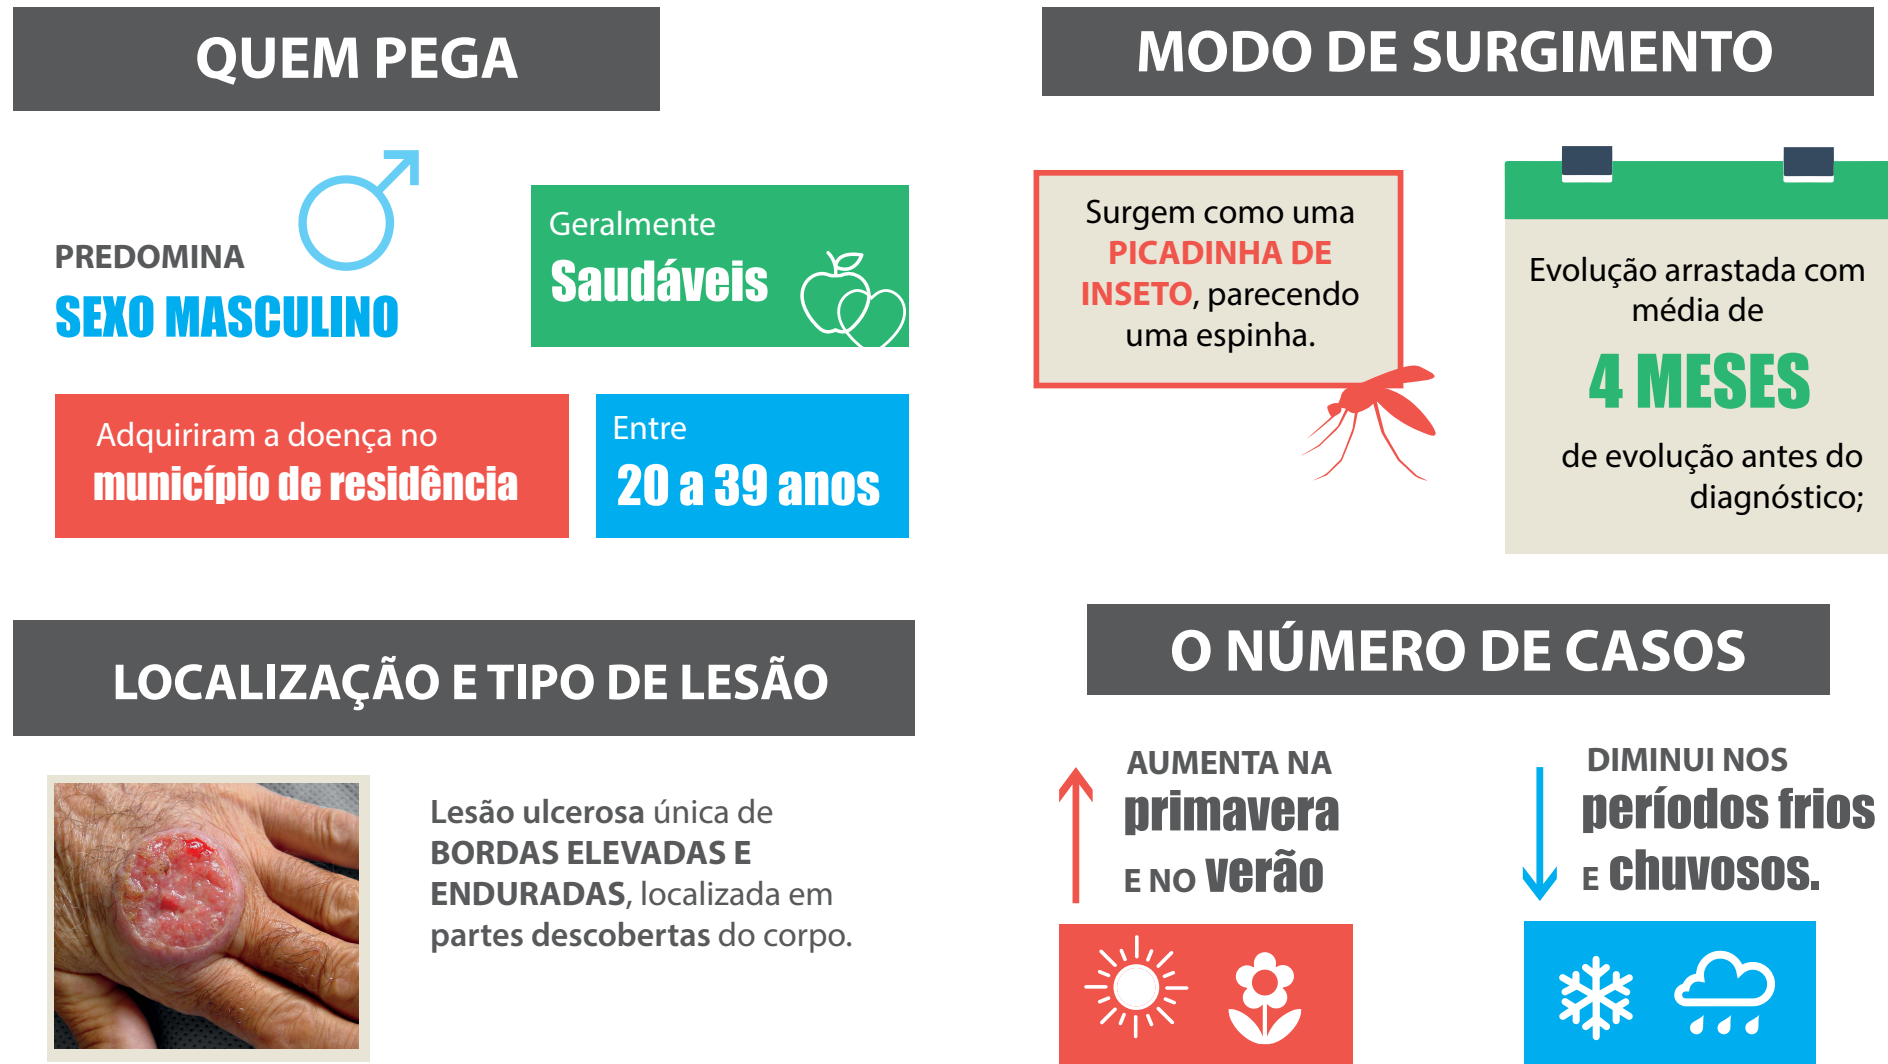 QUEM PEGA
PREDOMINA
SEXO MASCULINO
Geralmente
Saudáveis
Adquiriram a doença no
município de residência
Entre
20 a 39 anos
MODO DE SURGIMENTO
Surgem como uma
PICADINHA DE
INSETO, parecendo
uma espinha.
Evolução arrastada com
média de
4 MESES
de evolução antes do
diagnóstico;
LOCALIZAÇÃO E TIPO DE LESÃO
Lesão ulcerosa única de
BORDAS ELEVADAS E
ENDURADAS, localizada em
partes descobertas do corpo.
O NÚMERO DE CASOS
AUMENTA NA
primavera
E NO verão
DIMINUI NOS
períodos frios
E chuvosos.